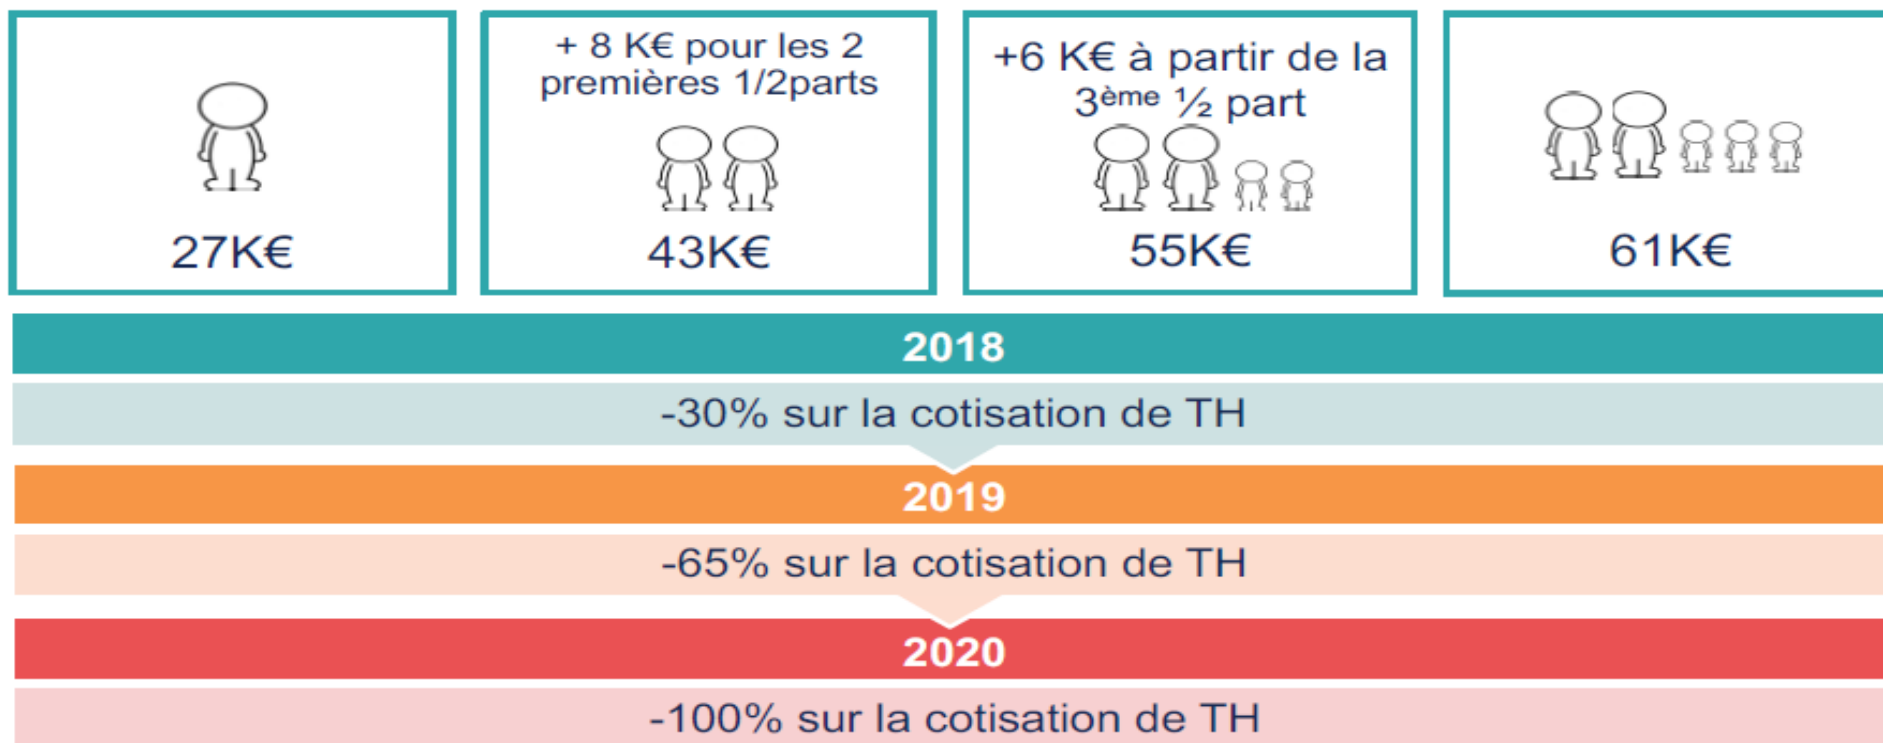 27K€
+ 8 K€ pour les 2
premières 1/2parts
43K€
+6 K€ à partir de la
3ème ½ part
55K€
61K€
2018
-30% sur la cotisation de TH
2019
-65% sur la cotisation de TH
2020
-100% sur la cotisation de TH